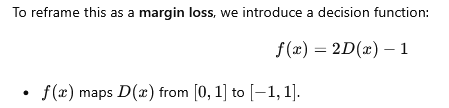 To reframe this as a margin loss, we introduce a decision function:
f(x) = 2D(x) − 1
• f(x) maps D(x) from [0, 1] to [−1, 1].